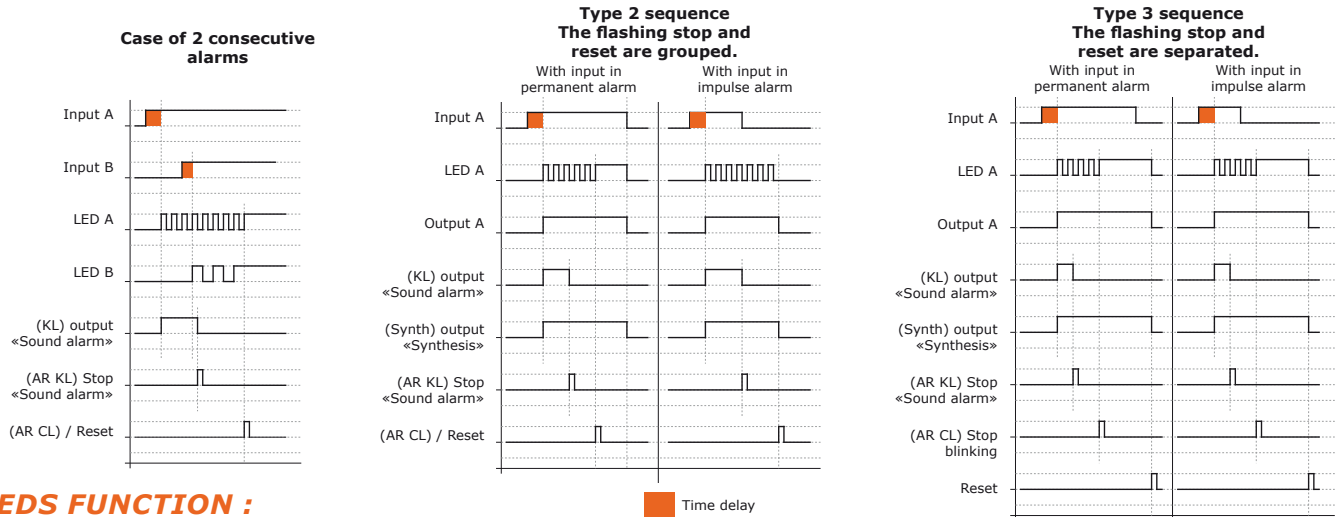 Case of 2 consecutive
alarms
Input A
Input B
LED A
LED B
(KL) output
«Sound alarm»
(AR KL) Stop
«Sound alarm»
(AR CL) / Reset
Type 2 sequence
The flashing stop and
reset are grouped.
With input in
permanent alarm
With input in
impulse alarm
Input A
LED A
Output A
(KL) output
«Sound alarm»
(Synth) output
«Synthesis»
(AR KL) Stop
«Sound alarm»
(AR CL) / Reset
Time delay
Type 3 sequence
The flashing stop and
reset are separated.
With input in
permanent alarm
With input in
impulse alarm
Input A
LED A
Output A
(KL) output
«Sound alarm»
(Synth) output
«Synthesis»
(AR KL) Stop
«Sound alarm»
(AR CL) Stop
blinking
Reset
EDS FUNCTION :